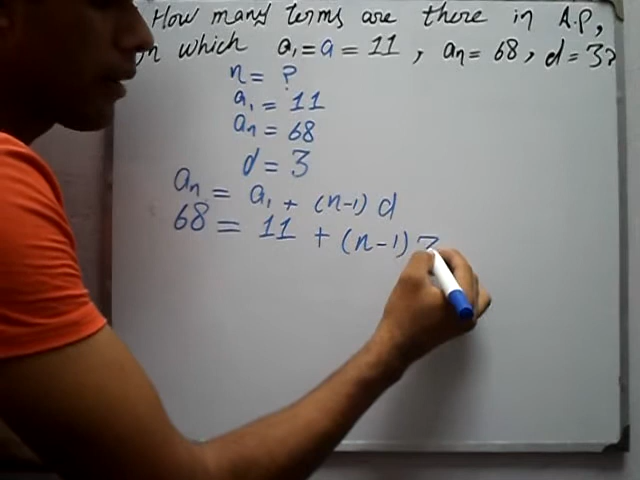 How many terms are there in A.P,
in which a₁ = a = 11, aₙ = 68, d = 3?
n = ?
a₁ = 11
aₙ = 68
d = 3
aₙ = a₁ + (n-1) d
68 = 11 + (n-1) 3